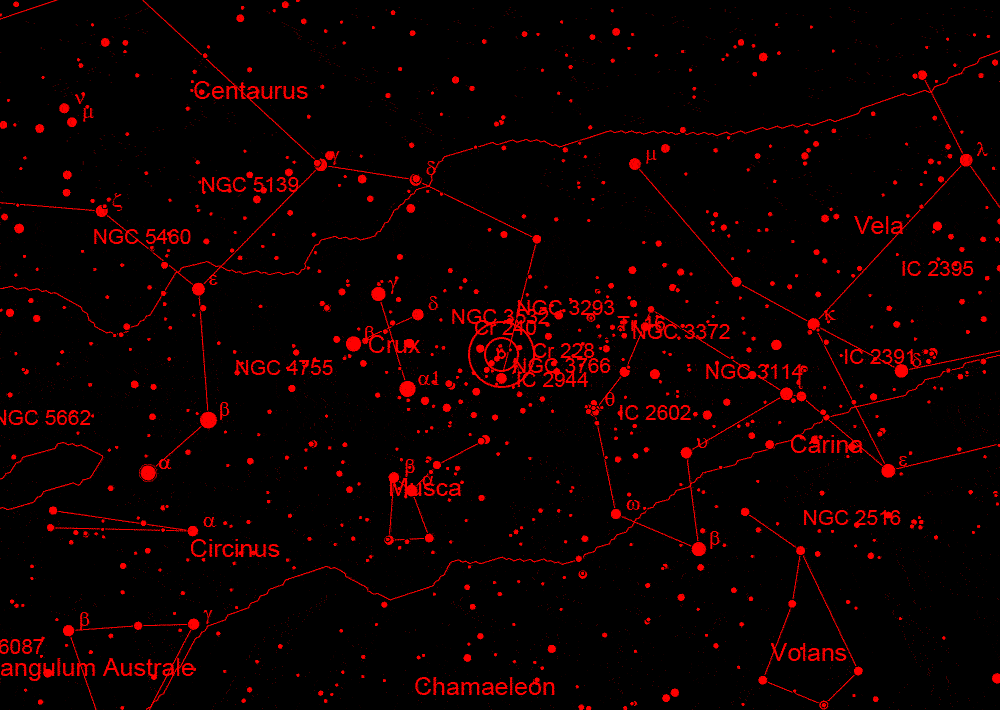 Centaurus
ν
μ
γ
NGC 5139
δ
μ
λ
ζ
NGC 5460
Vela
IC 2395
ε
γ
δ
NGC 3293
NGC 3532
κ
β
Crux
Cr 240
NGC 3372
Cr 228
IC 2391
δ
NGC 4755
NGC 3766
NGC 3114
α1
IC 2944
θ
IC 2602
β
NGC 5662
υ
Carina
α
β
α
ε
Musca
ω
NGC 2516
α
Circinus
β
β
γ
6087
angulum Australe
Volans
Chamaeleon